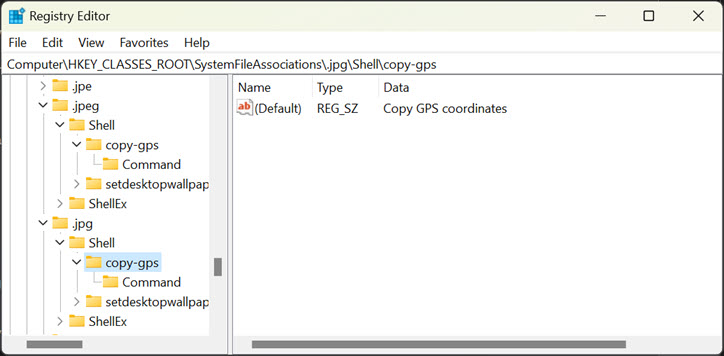 Registry Editor
File Edit View Favorites Help
Computer\HKEY_CLASSES_ROOT\SystemFileAssociations\.jpg\Shell\copy-gps
.jpe
.jpeg
Shell
copy-gps
Command
setdesktopwallpap
ShellEx
.jpg
Shell
copy-gps
Command
setdesktopwallpap
ShellEx
Name Type Data
ab (Default) REG_SZ Copy GPS coordinates